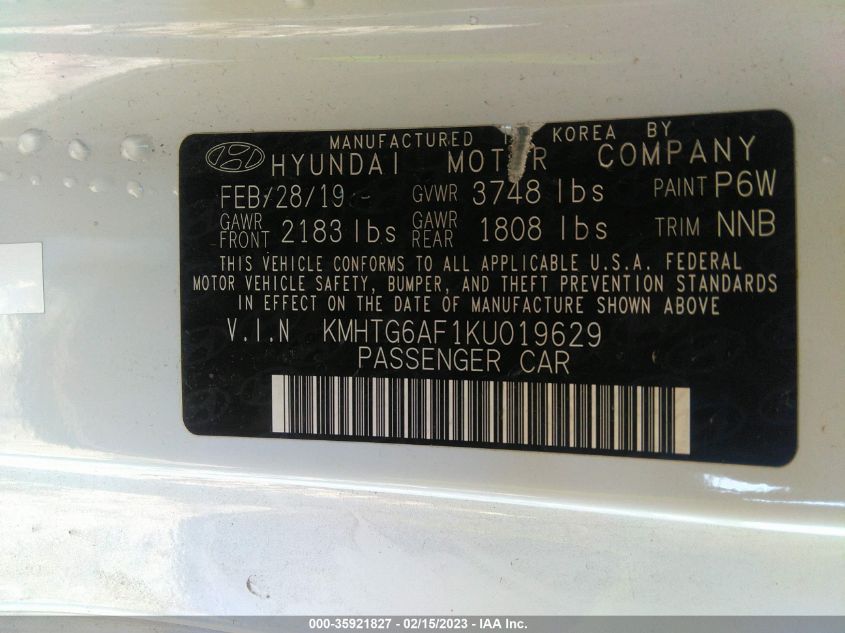 MANUFACTURED IN KOREA BY
HYUNDAI MOTOR COMPANY
FEB/28/19 GVWR 3748 lbs PAINT P6W
GAWR FRONT 2183 lbs GAWR REAR 1808 lbs TRIM NNB
THIS VEHICLE CONFORMS TO ALL APPLICABLE U.S.A. FEDERAL
MOTOR VEHICLE SAFETY, BUMPER, AND THEFT PREVENTION STANDARDS
IN EFFECT ON THE DATE OF MANUFACTURE SHOWN ABOVE
V.I.N KMHTG6AF1KU019629
PASSENGER CAR
000-35921827 - 02/15/2023 - IAA Inc.